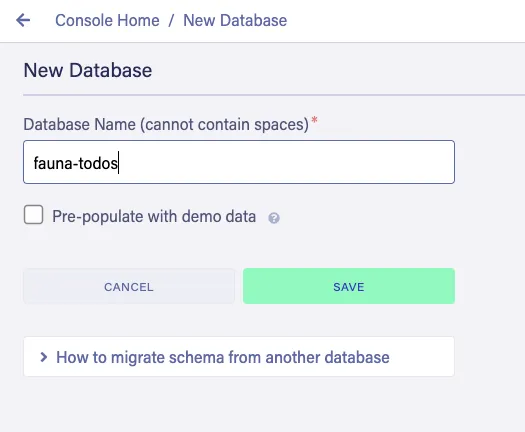 Console Home / New Database
New Database
Database Name (cannot contain spaces)*
fauna-todos
Pre-populate with demo data ?
CANCEL
SAVE
How to migrate schema from another database